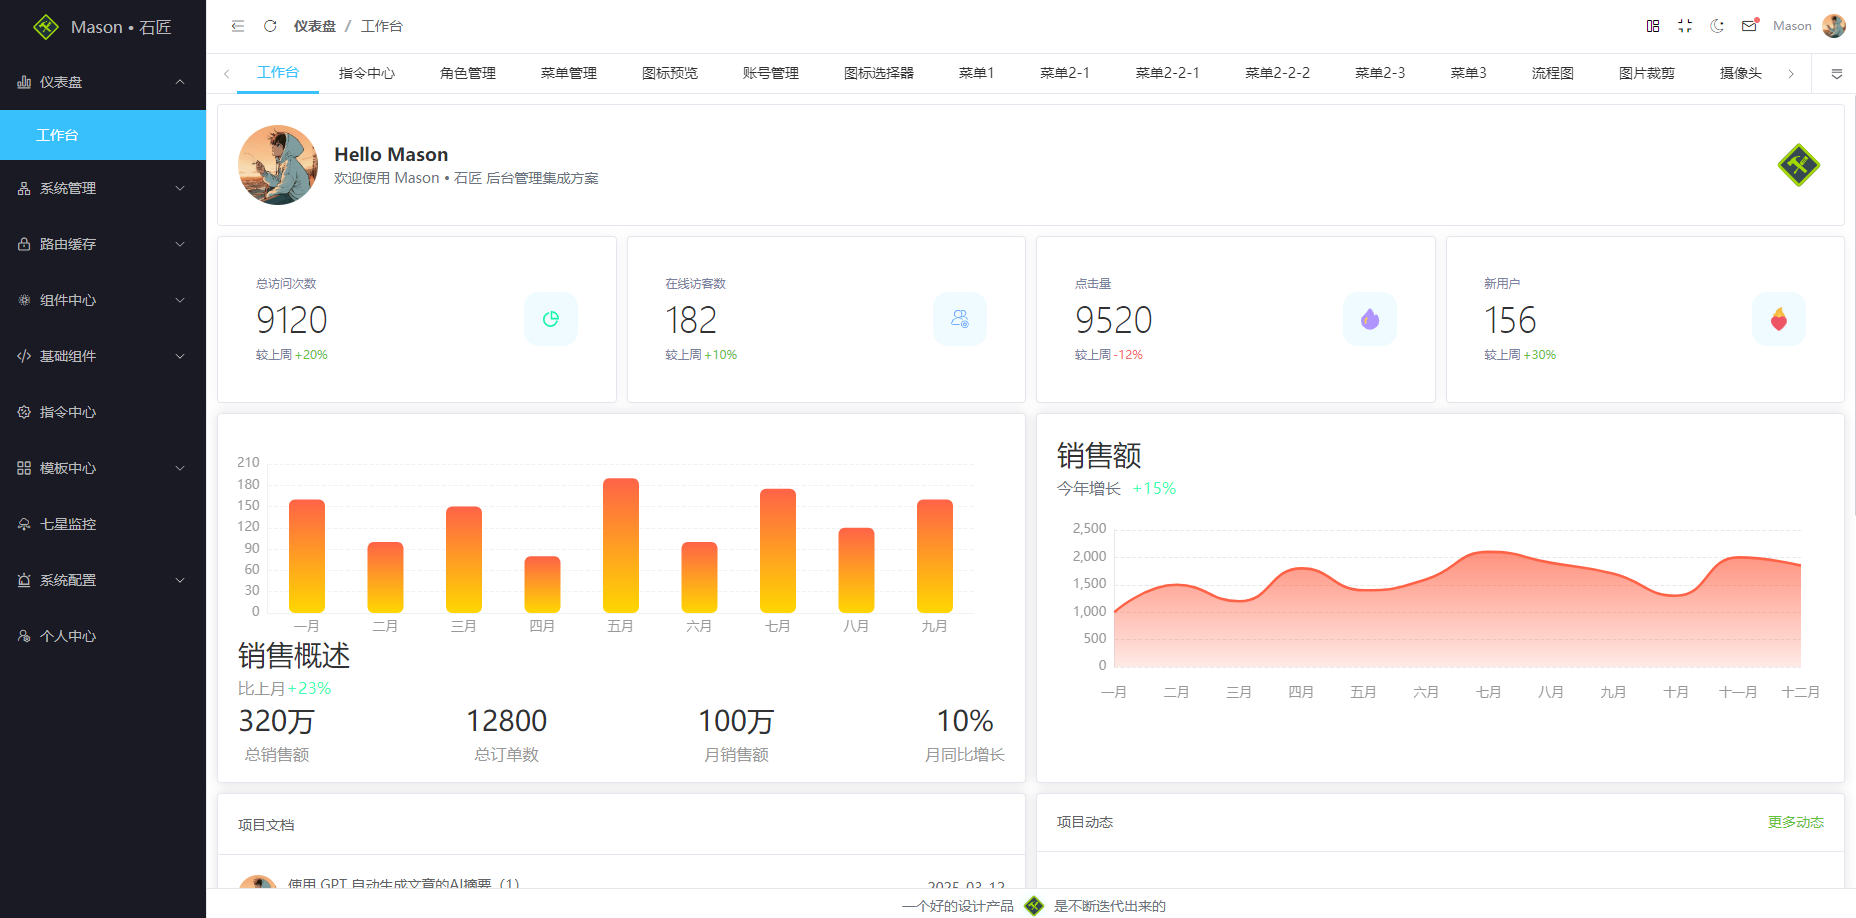 Mason • 石匠
仪表盘
工作台
系统管理
路由缓存
组件中心
基础组件
指令中心
模板中心
七星监控
系统配置
个人中心
仪表盘 / 工作台
Mason
工作台 指令中心 角色管理 菜单管理 图标预览 账号管理 图标选择器 菜单1 菜单2-1 菜单2-2-1 菜单2-2-2 菜单2-3 菜单3 流程图 图片裁剪 摄像头
Hello Mason
欢迎使用 Mason • 石匠 后台管理集成方案
总访问次数
9120
较上周 +20%
在线访客数
182
较上周 +10%
点击量
9520
较上周 -12%
新用户
156
较上周 +30%
210
180
150
120
90
60
30
0
一月 二月 三月 四月 五月 六月 七月 八月 九月
销售概述
比上月+23%
320万 12800 100万 10%
总销售额 总订单数 月销售额 月同比增长
销售额
今年增长 +15%
2,500
2,000
1,500
1,000
500
0
一月 二月 三月 四月 五月 六月 七月 八月 九月 十月 十一月 十二月
项目文档
使用 GPT 自动生成文章的AI摘要（1） 2025-03-12
项目动态 更多动态
一个好的设计产品 是不断迭代出来的